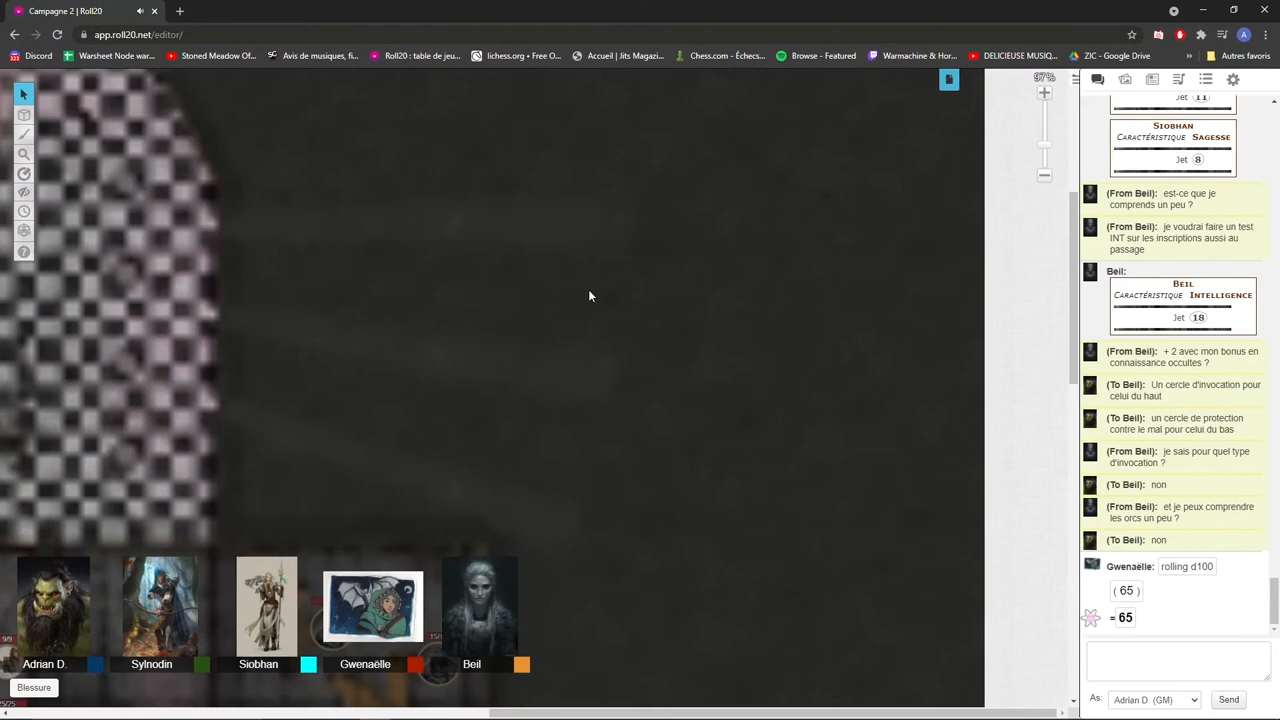 Campagne 2 | Roll20
app.roll20.net/editor/
Discord
Warsheet Node war...
Stoned Meadow Of...
Avis de musiques, fi...
Roll20 : table de jeu...
lichess.org • Free O...
Accueil | Jits Magazi...
Chess.com - Échecs...
Browse - Featured
Warmachine & Hor...
DELICIEUSE MUSIQ...
ZIC - Google Drive
Autres favoris
97%
Jet 11
SIOBHAN
CARACTÉRISTIQUE SAGESSE
Jet 8
(From Beil): est-ce que je
comprends un peu ?
(From Beil): je voudrai faire un test
INT sur les inscriptions aussi au
passage
Beil:
BEIL
CARACTÉRISTIQUE INTELLIGENCE
Jet 18
(From Beil): + 2 avec mon bonus en
connaissance occultes ?
(To Beil): Un cercle d'invocation pour
celui du haut
(To Beil): un cercle de protection
contre le mal pour celui du bas
(From Beil): je sais pour quel type
d'invocation ?
(To Beil): non
(From Beil): et je peux comprendre
les orcs un peu ?
(To Beil): non
Gwenaëlle: rolling d100
( 65 )
= 65
9/9
Adrian D.
Sylnodin
Siobhan
Gwenaëlle
Beil
Blessure
25/25
As:
Adrian D. (GM)
Send